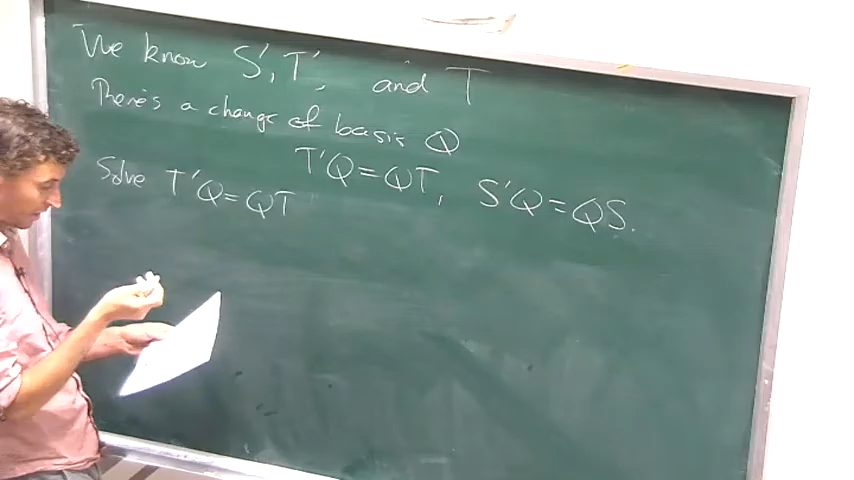 We know S', T', and T
There's a change of basis Q
T'Q = QT, S'Q = QS.
Solve T'Q = QT